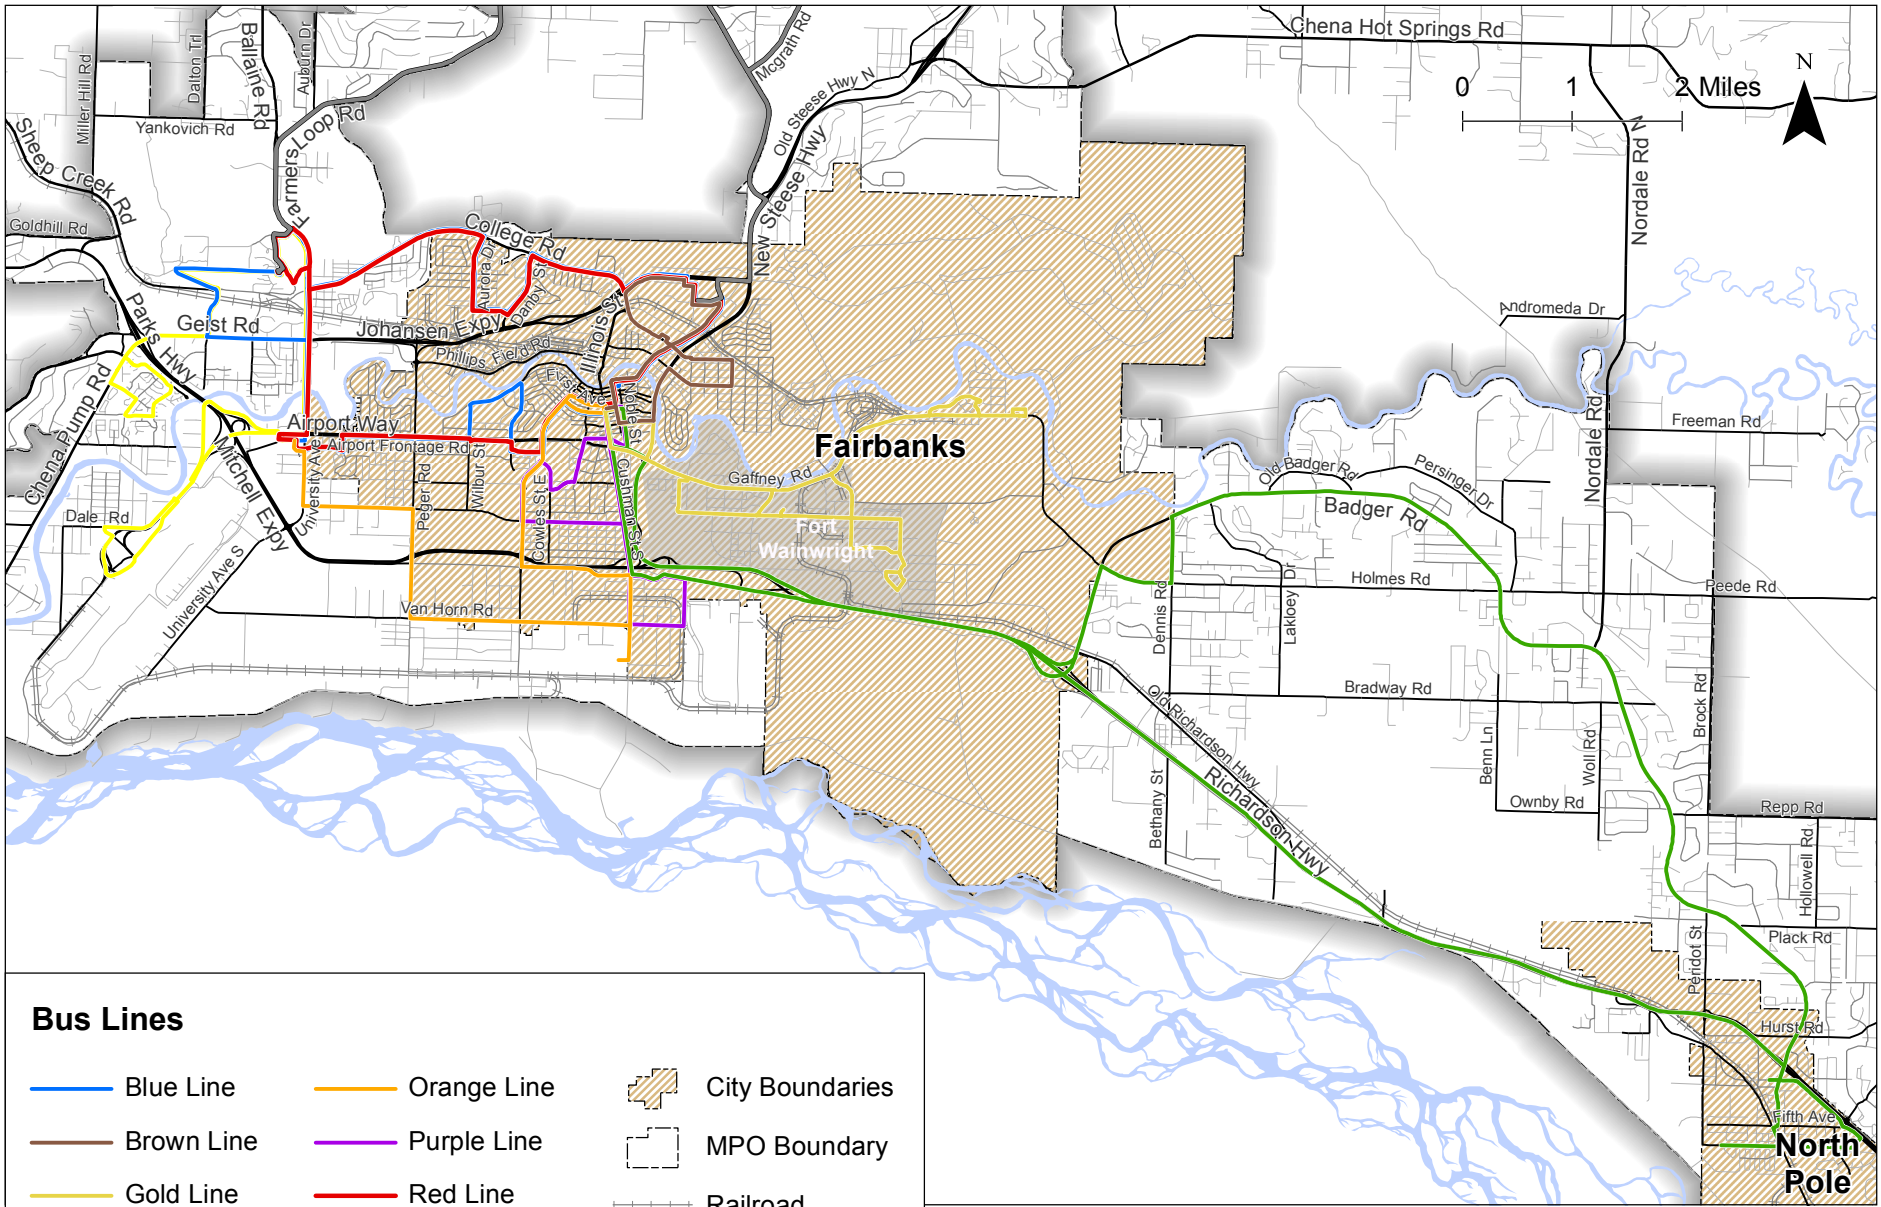 Chena Hot Springs Rd
0 1 2 Miles
N
Miller Hill Rd
Dalton Trl
Ballaine Rd
Auburn Dr
Mcgrath Rd
Old Steese Hwy N
New Steese Hwy
Yankovich Rd
Farmers Loop Rd
Sheep Creek Rd
Goldhill Rd
College Rd
Aurora Dr
Danby St
Illinois St
N Nordale Rd
Andromeda Dr
Parks Hwy
Geist Rd
Johansen Expy
Phillips Field Rd
First Ave
Noble St
Chena Pump Rd
Airport Way
Airport Frontage Rd
Fairbanks
Nordale Rd
Freeman Rd
Mitchell Expy
University Ave
Peger Rd
Wilbur St
Cowles St E
Cushman St S
Gaffney Rd
Old Badger Rd
Persinger Dr
Badger Rd
Dale Rd
Fort
Wainwright
University Ave S
Van Horn Rd
Dennis Rd
Lakloey Dr
Holmes Rd
Peede Rd
Bradway Rd
Old Richardson Hwy
Richardson Hwy
Bethany St
Benn Ln
Woll Rd
Brock Rd
Ownby Rd
Repp Rd
Hollowell Rd
Peridot St
Plack Rd
Hurst Rd
Fifth Ave
North
Pole
Bus Lines
Blue Line
Orange Line
City Boundaries
Brown Line
Purple Line
MPO Boundary
Gold Line
Red Line
Railroad